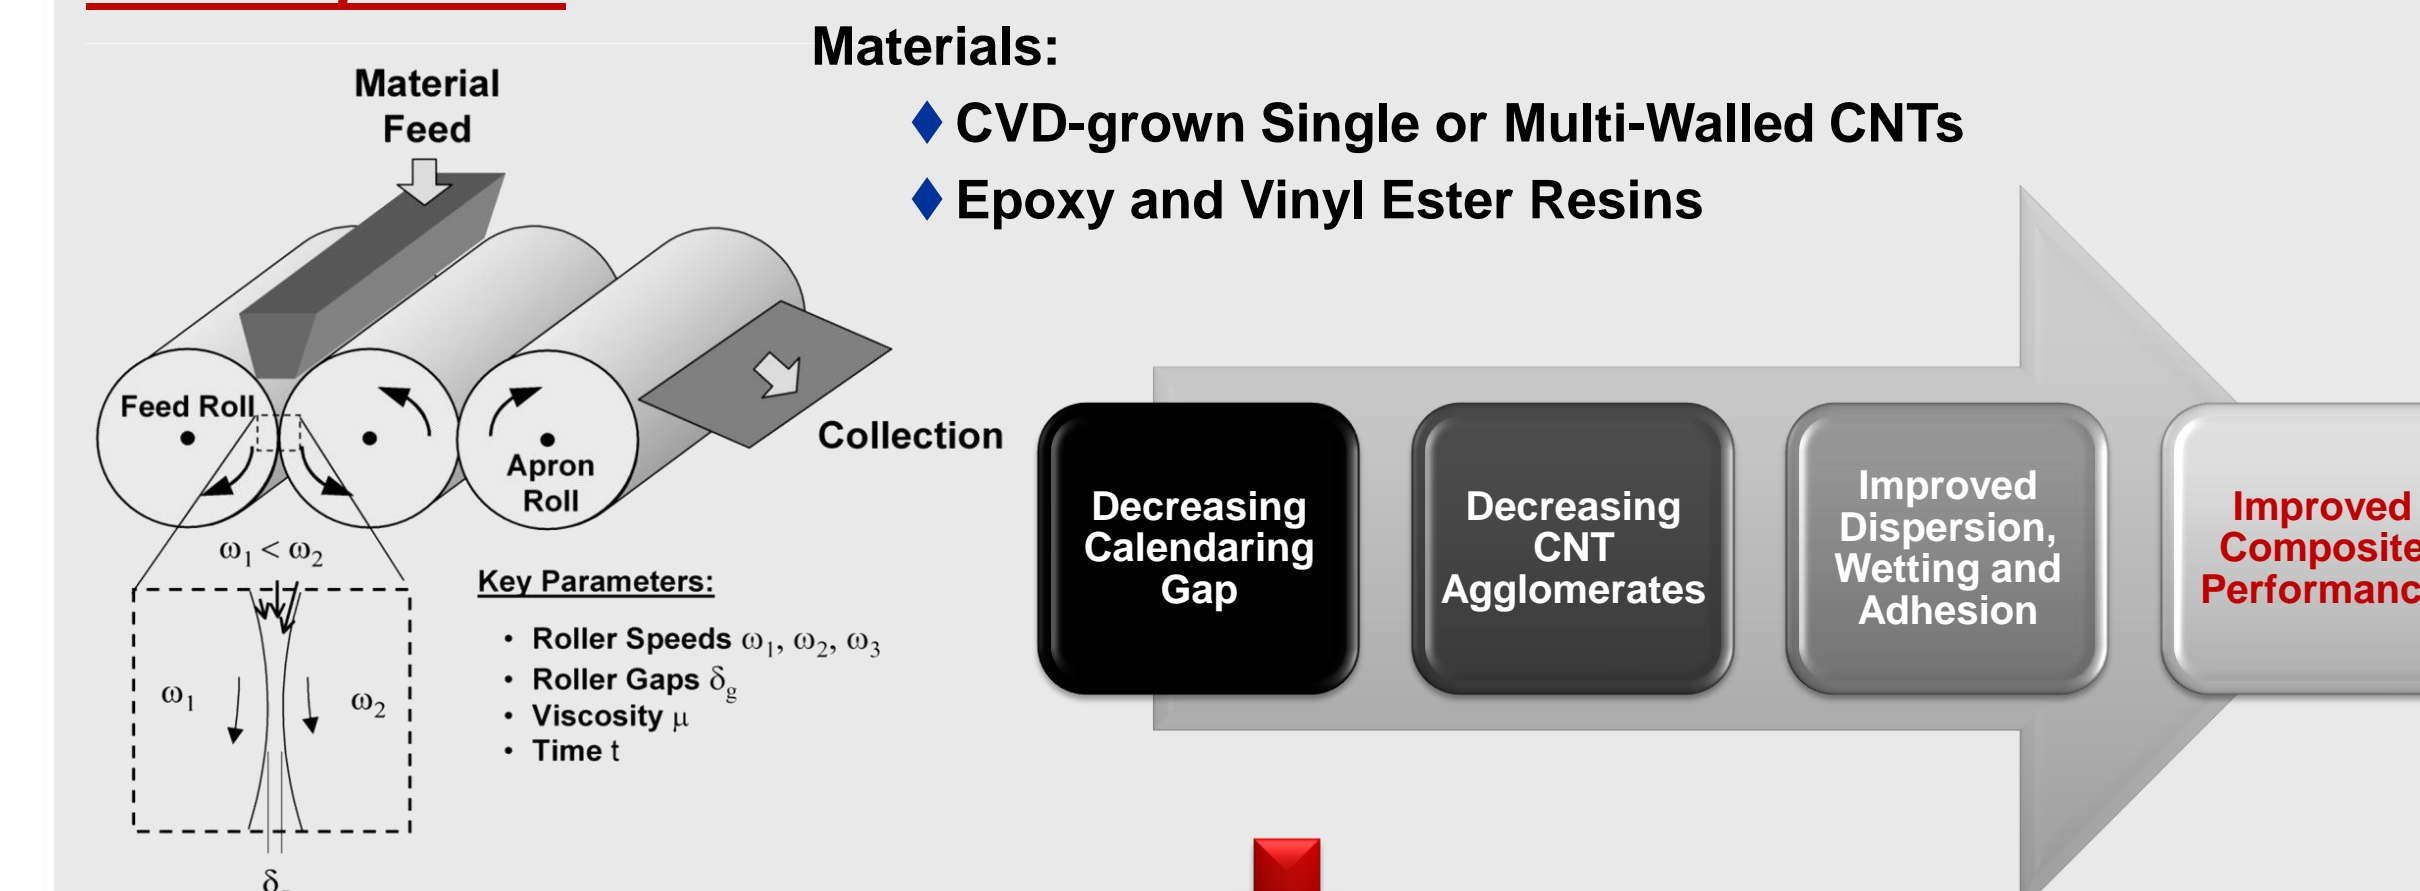 Materials:
♦ CVD-grown Single or Multi-Walled CNTs
♦ Epoxy and Vinyl Ester Resins
Material
Feed
Feed Roll
Apron
Roll
Collection
ω1 < ω2
ω1
ω2
Key Parameters:
• Roller Speeds ω1, ω2, ω3
• Roller Gaps δg
• Viscosity μ
• Time t
Decreasing
Calendaring
Gap
Decreasing
CNT
Agglomerates
Improved
Dispersion,
Wetting and
Adhesion
Improved
Composite
Performanc